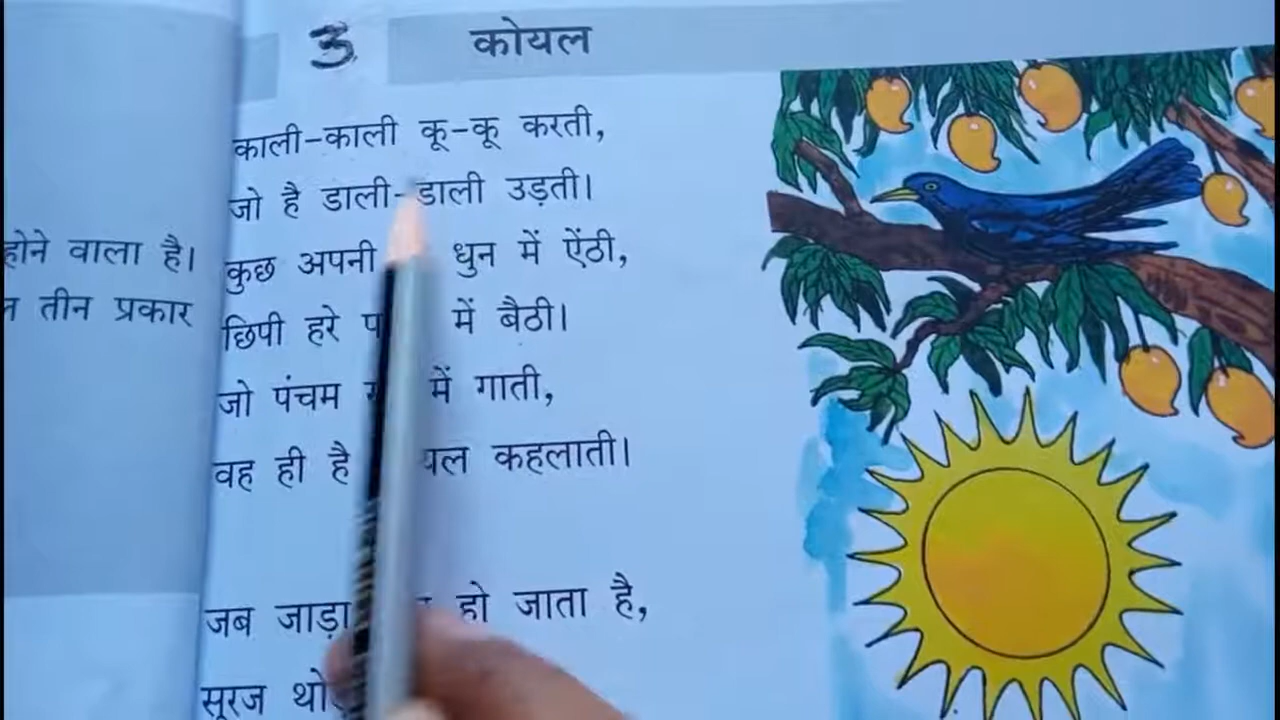 3 कोयल
काली-काली कू-कू करती,
जो है डाली-डाली उड़ती।
होने वाला है।
कुछ अपनी धुन में ऐंठी,
तीन प्रकार
छिपी हरे में बैठी।
जो पंचम में गाती,
वह ही है कहलाती।
जब जाड़ा हो जाता है,
सूरज